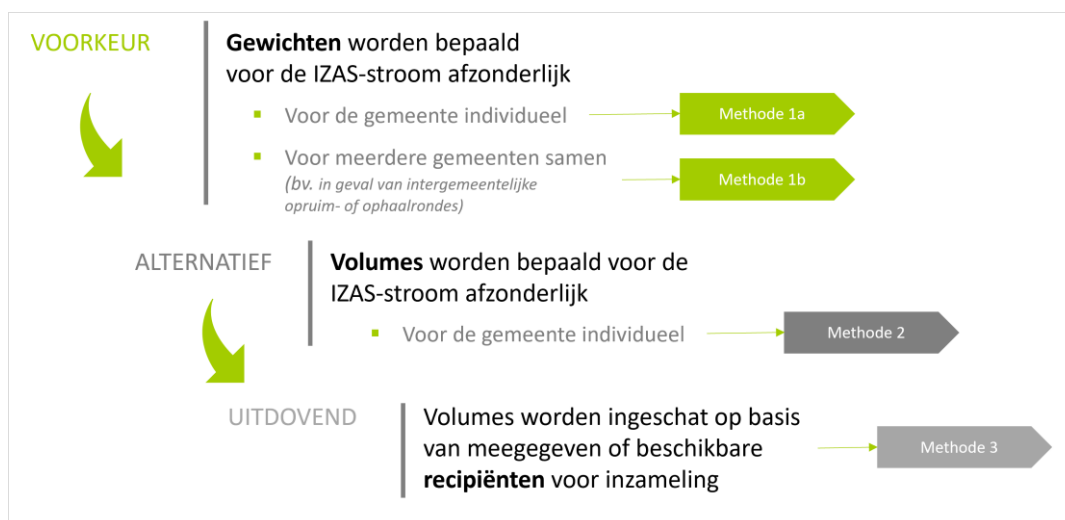 VOORKEUR
Gewichten worden bepaald
voor de IZAS-stroom afzonderlijk
▪ Voor de gemeente individueel
Methode 1a
▪ Voor meerdere gemeenten samen
(bv. in geval van intergemeentelijke
opruim- of ophaalrondes)
Methode 1b
ALTERNATIEF
Volumes worden bepaald voor de
IZAS-stroom afzonderlijk
▪ Voor de gemeente individueel
Methode 2
UITDOVEND
Volumes worden ingeschat op basis
van meegegeven of beschikbare
recipiënten voor inzameling
Methode 3